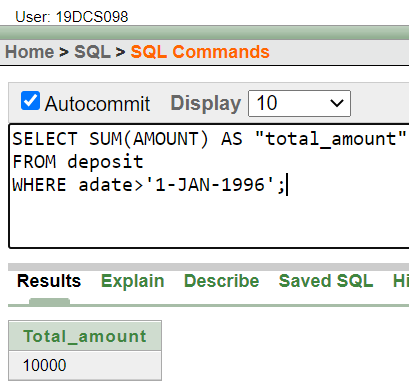 User: 19DCS098
Home > SQL > SQL Commands
Autocommit Display 10
SELECT SUM(AMOUNT) AS "total_amount"
FROM deposit
WHERE adate>'1-JAN-1996';
Results Explain Describe Saved SQL Hi
Total_amount
10000